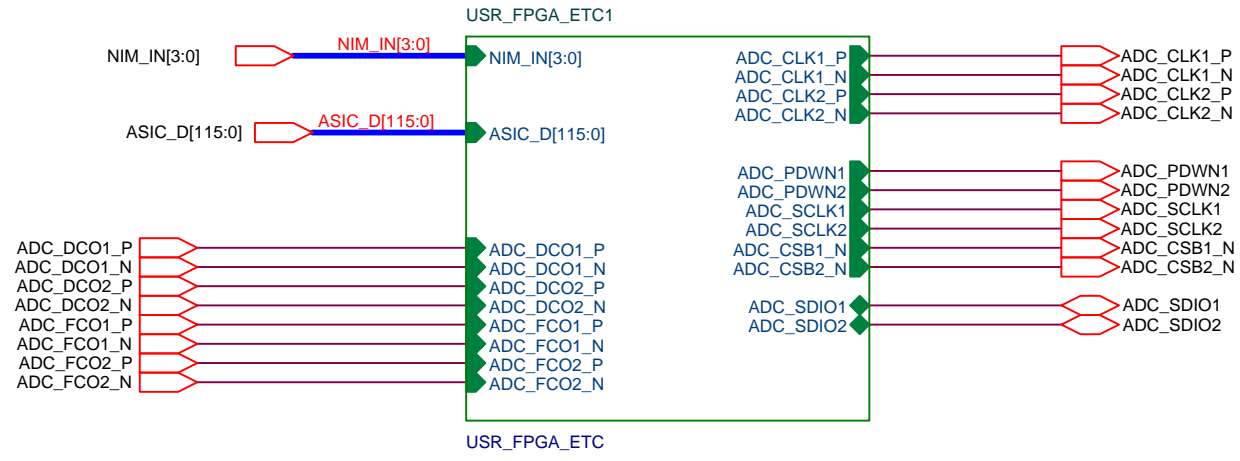 USR_FPGA_ETC1
NIM_IN[3:0] NIM_IN[3:0] NIM_IN[3:0]
ASIC_D[115:0] ASIC_D[115:0] ASIC_D[115:0]
ADC_DCO1_P ADC_DCO1_P
ADC_DCO1_N ADC_DCO1_N
ADC_DCO2_P ADC_DCO2_P
ADC_DCO2_N ADC_DCO2_N
ADC_FCO1_P ADC_FCO1_P
ADC_FCO1_N ADC_FCO1_N
ADC_FCO2_P ADC_FCO2_P
ADC_FCO2_N ADC_FCO2_N
ADC_CLK1_P ADC_CLK1_P
ADC_CLK1_N ADC_CLK1_N
ADC_CLK2_P ADC_CLK2_P
ADC_CLK2_N ADC_CLK2_N
ADC_PDWN1 ADC_PDWN1
ADC_PDWN2 ADC_PDWN2
ADC_SCLK1 ADC_SCLK1
ADC_SCLK2 ADC_SCLK2
ADC_CSB1_N ADC_CSB1_N
ADC_CSB2_N ADC_CSB2_N
ADC_SDIO1 ADC_SDIO1
ADC_SDIO2 ADC_SDIO2
USR_FPGA_ETC